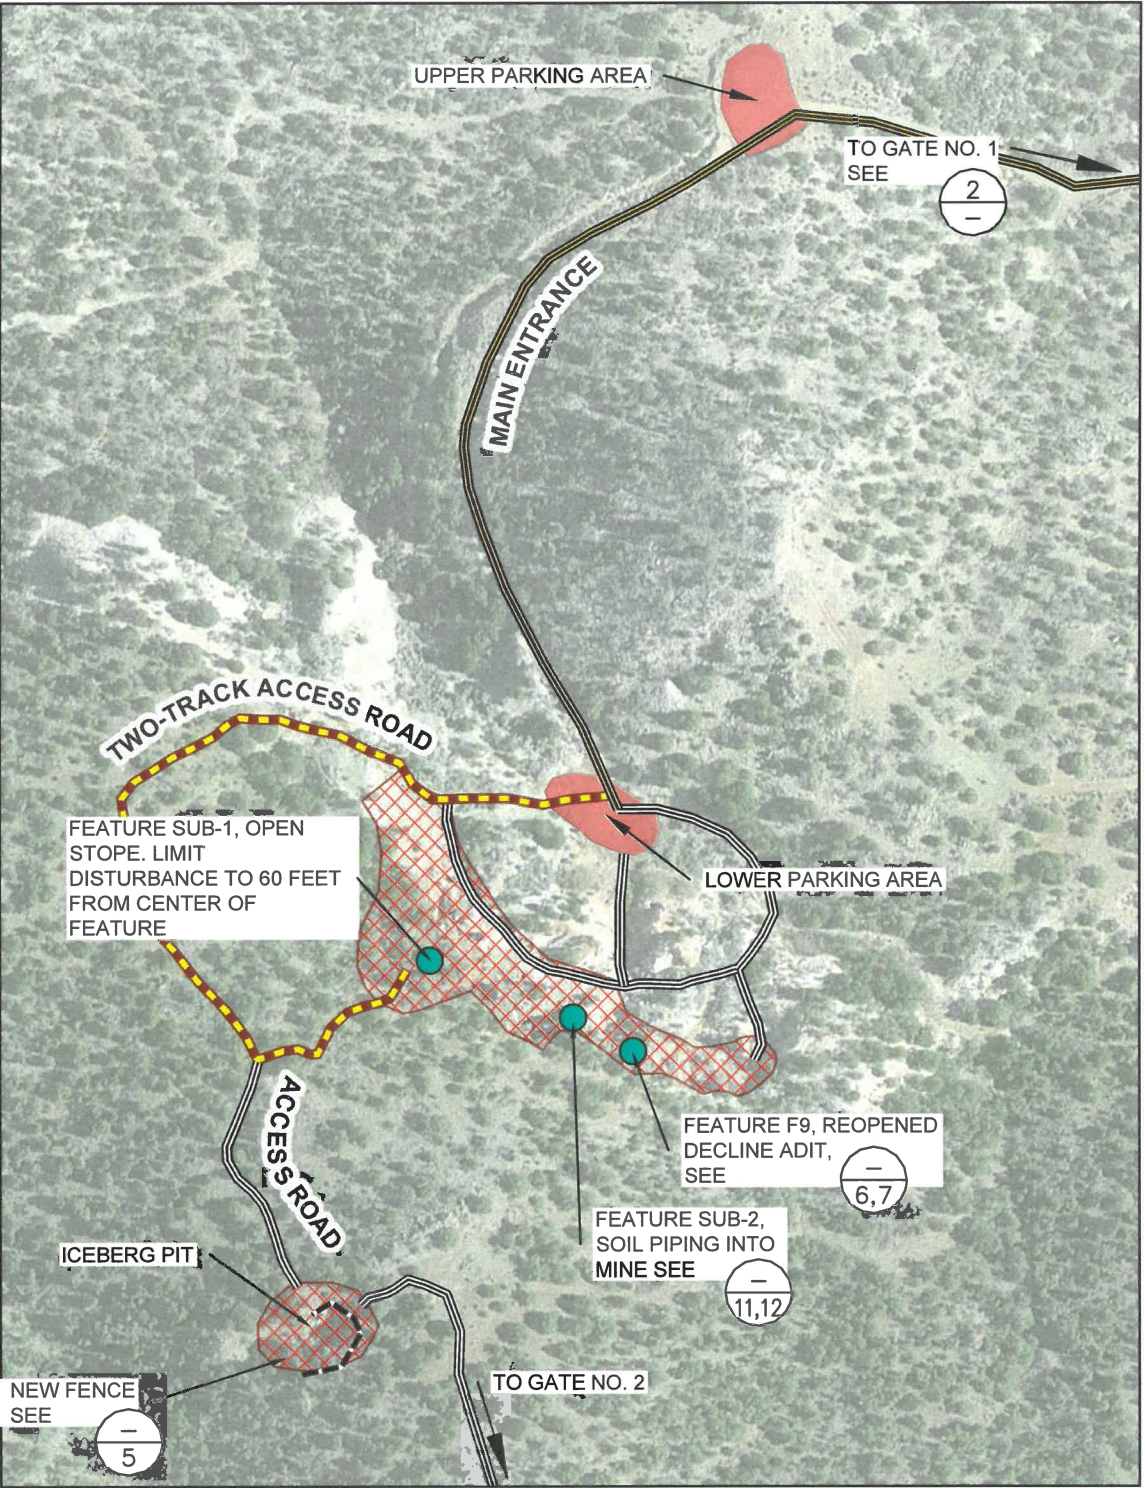 UPPER PARKING AREA
TO GATE NO. 1
SEE
2
–
MAIN ENTRANCE
TWO-TRACK ACCESS ROAD
FEATURE SUB-1, OPEN
STOPE. LIMIT
DISTURBANCE TO 60 FEET
FROM CENTER OF
FEATURE
LOWER PARKING AREA
FEATURE F9, REOPENED
DECLINE ADIT,
SEE
–
6,7
ACCESS ROAD
FEATURE SUB-2,
SOIL PIPING INTO
MINE SEE
–
11,12
ICEBERG PIT
NEW FENCE
SEE
–
5
TO GATE NO. 2